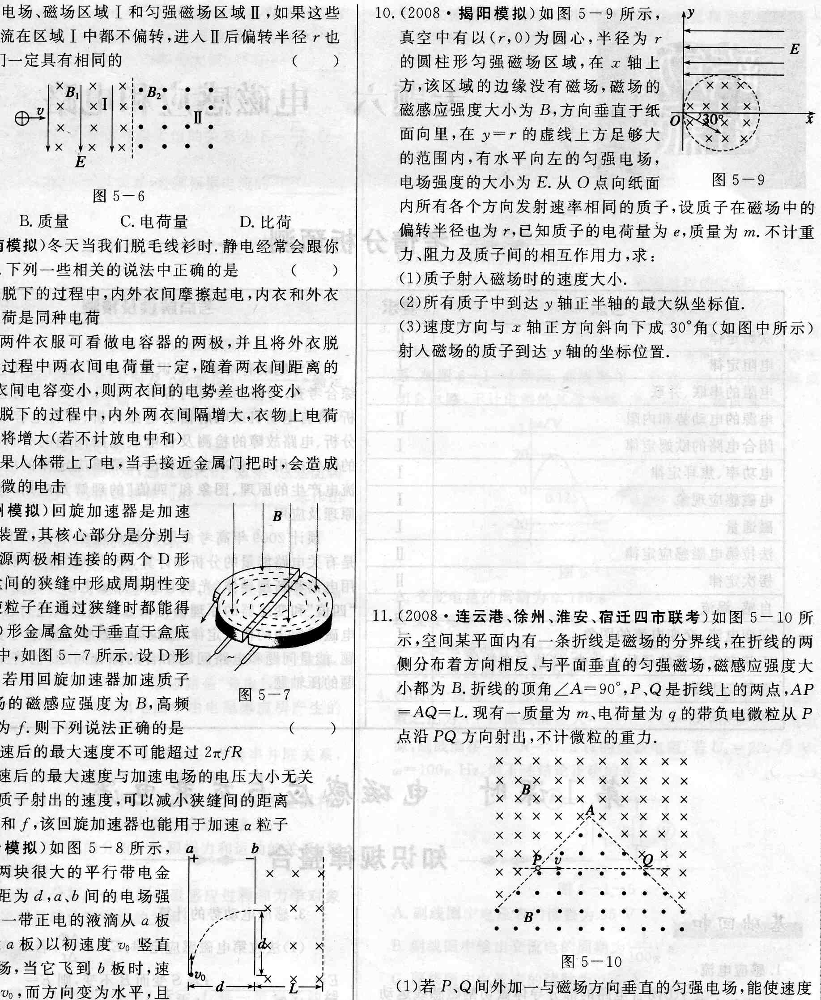 电场、磁场区域Ⅰ和匀强磁场区域Ⅱ,如果这些
流在区域Ⅰ中都不偏转,进入Ⅱ后偏转半径 r 也
一定具有相同的 (  )
B₁ Ⅰ B₂ Ⅱ
v
E
图 5-6
B. 质量 C. 电荷量 D. 比荷
模拟)冬天当我们脱毛线衫时.静电经常会跟你
.下列一些相关的说法中正确的是 (  )
脱下的过程中,内外衣间摩擦起电,内衣和外衣
荷是同种电荷
两件衣服可看做电容器的两极,并且将外衣脱
过程中两衣间电荷量一定,随着两衣间距离的
衣间电容变小,则两衣间的电势差也将变小
脱下的过程中,内外两衣间隔增大,衣物上电荷
将增大(若不计放电中和)
果人体带上了电,当手接近金属门把时,会造成
微的电击
模拟)回旋加速器是加速
装置,其核心部分是分别与
源两极相连接的两个 D 形
间的狭缝中形成周期性变
粒子在通过狭缝时都能得
形金属盒处于垂直于盒底
中,如图 5-7 所示.设 D 形
若用回旋加速器加速质子
场的磁感应强度为 B,高频
为 f.则下列说法正确的是 (  )
B
~
图 5-7
速后的最大速度不可能超过 2πfR
速后的最大速度与加速电场的电压大小无关
质子射出的速度,可以减小狭缝间的距离
和 f,该回旋加速器也能用于加速 α 粒子
模拟)如图 5-8 所示,
两块很大的平行带电金
距为 d,a、b 间的电场强
一带正电的液滴从 a 板
a 板)以初速度 v₀ 竖直
场,当它飞到 b 板时,速
v₀,而方向变为水平,且
a b
+ -
d
v₀
d L
10. (2008·揭阳模拟)如图 5-9 所示,
真空中有以(r,0)为圆心,半径为 r
的圆柱形匀强磁场区域,在 x 轴上
方,该区域的边缘没有磁场,磁场的
磁感应强度大小为 B,方向垂直于纸
面向里,在 y=r 的虚线上方足够大
的范围内,有水平向左的匀强电场,
电场强度的大小为 E.从 O 点向纸面
内所有各个方向发射速率相同的质子,设质子在磁场中的
偏转半径也为 r,已知质子的电荷量为 e,质量为 m.不计重
力、阻力及质子间的相互作用力,求:
(1)质子射入磁场时的速度大小.
(2)所有质子中到达 y 轴正半轴的最大纵坐标值.
(3)速度方向与 x 轴正方向斜向下成 30°角(如图中所示)
射入磁场的质子到达 y 轴的坐标位置.
y
E
O 30° x
图 5-9
11. (2008·连云港、徐州、淮安、宿迁四市联考)如图 5-10 所
示,空间某平面内有一条折线是磁场的分界线,在折线的两
侧分布着方向相反、与平面垂直的匀强磁场,磁感应强度大
小都为 B.折线的顶角∠A=90°,P、Q 是折线上的两点,AP
=AQ=L.现有一质量为 m、电荷量为 q 的带负电微粒从 P
点沿 PQ 方向射出,不计微粒的重力.
B
A
P v Q
B
图 5-10
(1)若 P、Q 间外加一与磁场方向垂直的匀强电场,能使速度